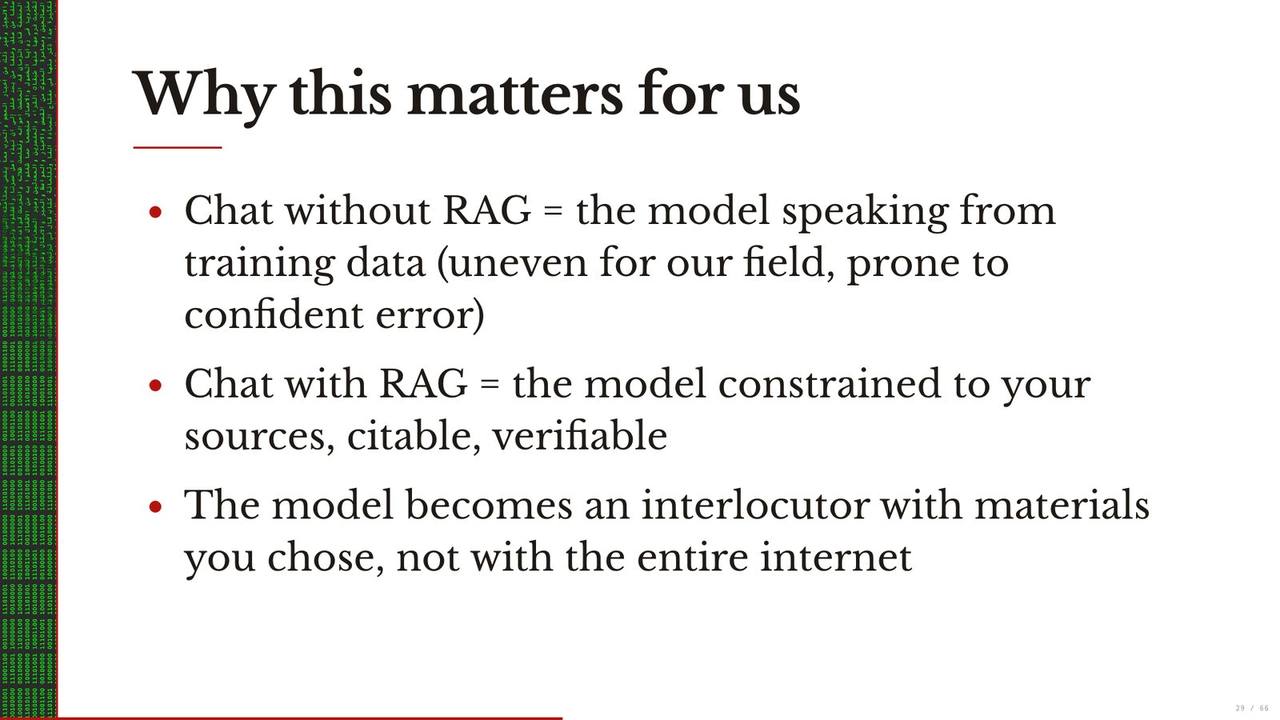 Why this matters for us
• Chat without RAG = the model speaking from
training data (uneven for our field, prone to
confident error)
• Chat with RAG = the model constrained to your
sources, citable, verifiable
• The model becomes an interlocutor with materials
you chose, not with the entire internet
29 / 66